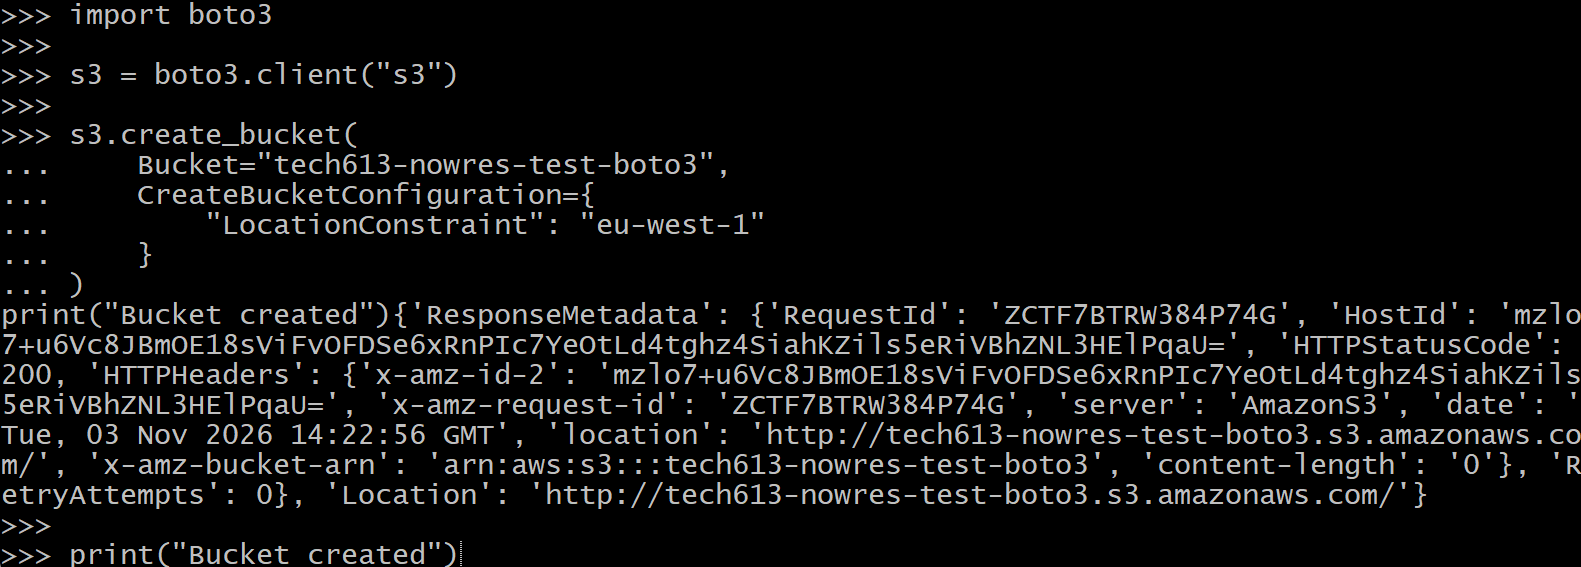 >>> import boto3
>>>
>>> s3 = boto3.client("s3")
>>>
>>> s3.create_bucket(
...     Bucket="tech613-nowres-test-boto3",
...     CreateBucketConfiguration={
...         "LocationConstraint": "eu-west-1"
...     }
... )
print("Bucket created"){'ResponseMetadata': {'RequestId': 'ZCTF7BTRW384P74G', 'HostId': 'mzlo
7+u6Vc8JBmOE18sViFvOFDSe6xRnPIc7YeOtLd4tghz4SiahKZils5eRiVBhZNL3HElPqaU=', 'HTTPStatusCode':
200, 'HTTPHeaders': {'x-amz-id-2': 'mzlo7+u6Vc8JBmOE18sViFvOFDSe6xRnPIc7YeOtLd4tghz4SiahKZils
5eRiVBhZNL3HElPqaU=', 'x-amz-request-id': 'ZCTF7BTRW384P74G', 'server': 'AmazonS3', 'date': '
Tue, 03 Nov 2026 14:22:56 GMT', 'location': 'http://tech613-nowres-test-boto3.s3.amazonaws.co
m/', 'x-amz-bucket-arn': 'arn:aws:s3:::tech613-nowres-test-boto3', 'content-length': '0'}, 'R
etryAttempts': 0}, 'Location': 'http://tech613-nowres-test-boto3.s3.amazonaws.com/'}
>>>
>>> print("Bucket created")